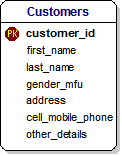 Customers
PK customer_id
first_name
last_name
gender_mfu
address
cell_mobile_phone
other_details